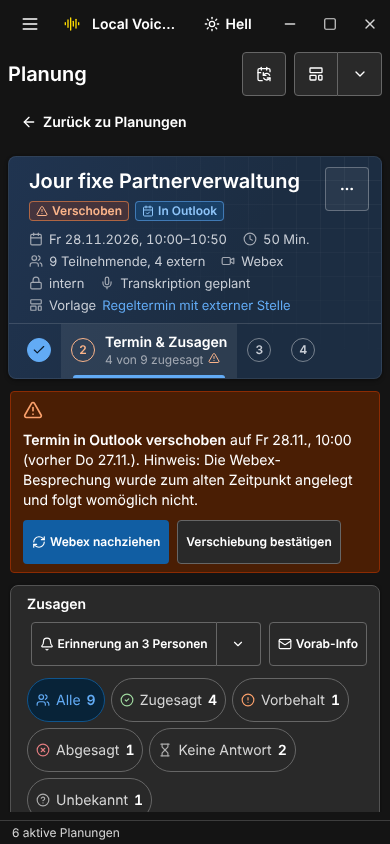 Local Voic...
Hell
Planung
Zurück zu Planungen
Jour fixe Partnerverwaltung
Verschoben
In Outlook
Fr 28.11.2026, 10:00–10:50
50 Min.
9 Teilnehmende, 4 extern
Webex
intern
Transkription geplant
Vorlage Regeltermin mit externer Stelle
2
Termin & Zusagen
4 von 9 zugesagt
3
4
Termin in Outlook verschoben auf Fr 28.11., 10:00
(vorher Do 27.11.). Hinweis: Die Webex-
Besprechung wurde zum alten Zeitpunkt angelegt
und folgt womöglich nicht.
Webex nachziehen
Verschiebung bestätigen
Zusagen
Erinnerung an 3 Personen
Vorab-Info
Alle 9
Zugesagt 4
Vorbehalt 1
Abgesagt 1
Keine Antwort 2
Unbekannt 1
6 aktive Planungen